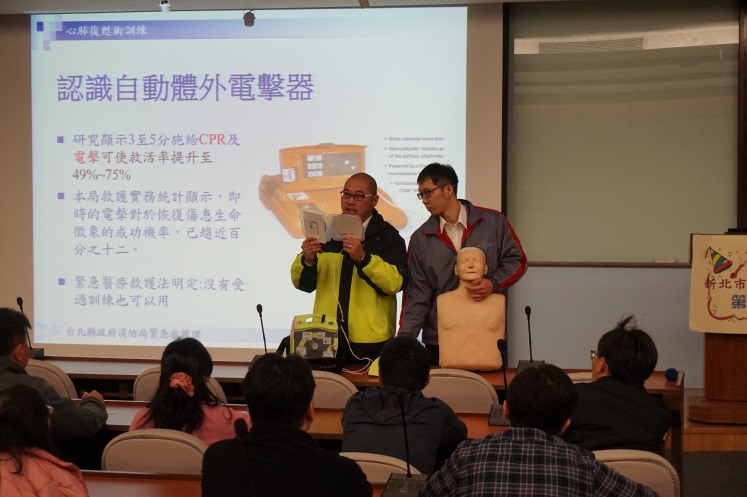 心肺復甦術訓練
認識自動體外電擊器
研究顯示3至5分施給CPR及
電擊可使救活率提升至
49%~75%
本局救護實務統計顯示，即
時的電擊對於恢復傷患生命
徵象的成功機率，已趨近百
分之十二。
緊急醫療救護法明定:沒有受
過訓練也可以用
台北縣政府消防局緊急救護課
新北市
第